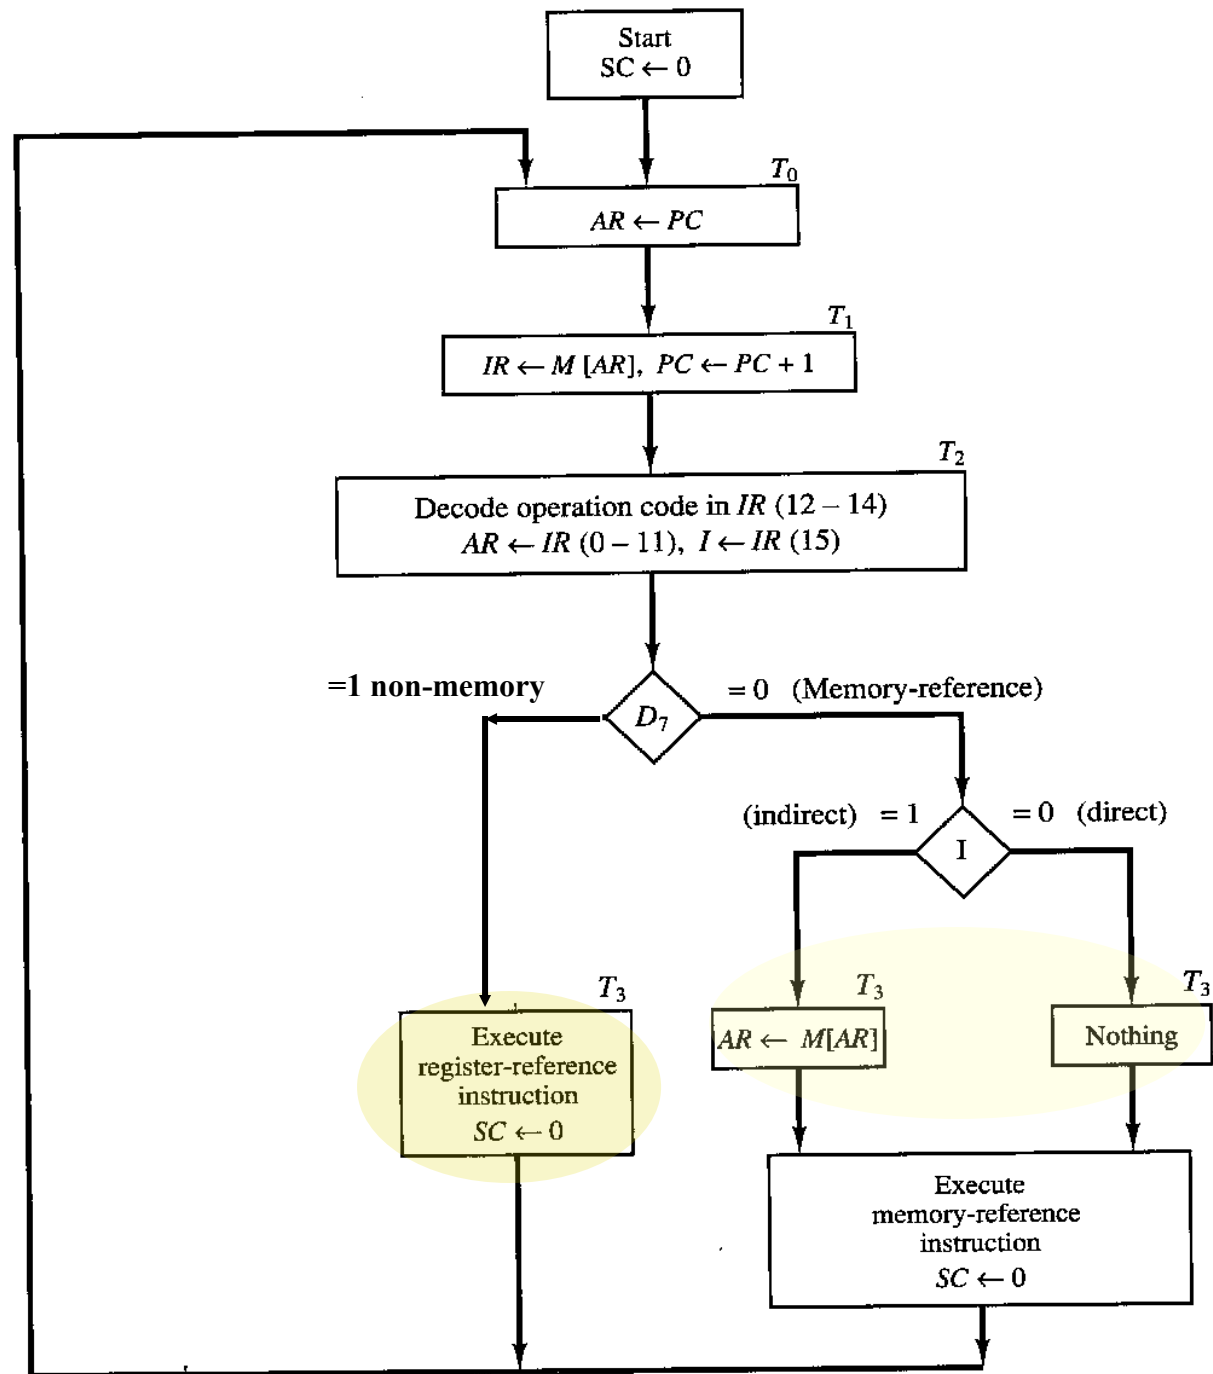 Start
SC ← 0
T₀
AR ← PC
T₁
IR ← M [AR], PC ← PC + 1
T₂
Decode operation code in IR (12 – 14)
AR ← IR (0 – 11), I ← IR (15)
=1 non-memory
D₇
= 0 (Memory-reference)
(indirect) = 1
I
= 0 (direct)
T₃
Execute
register-reference
instruction
SC ← 0
T₃
AR ← M[AR]
T₃
Nothing
Execute
memory-reference
instruction
SC ← 0